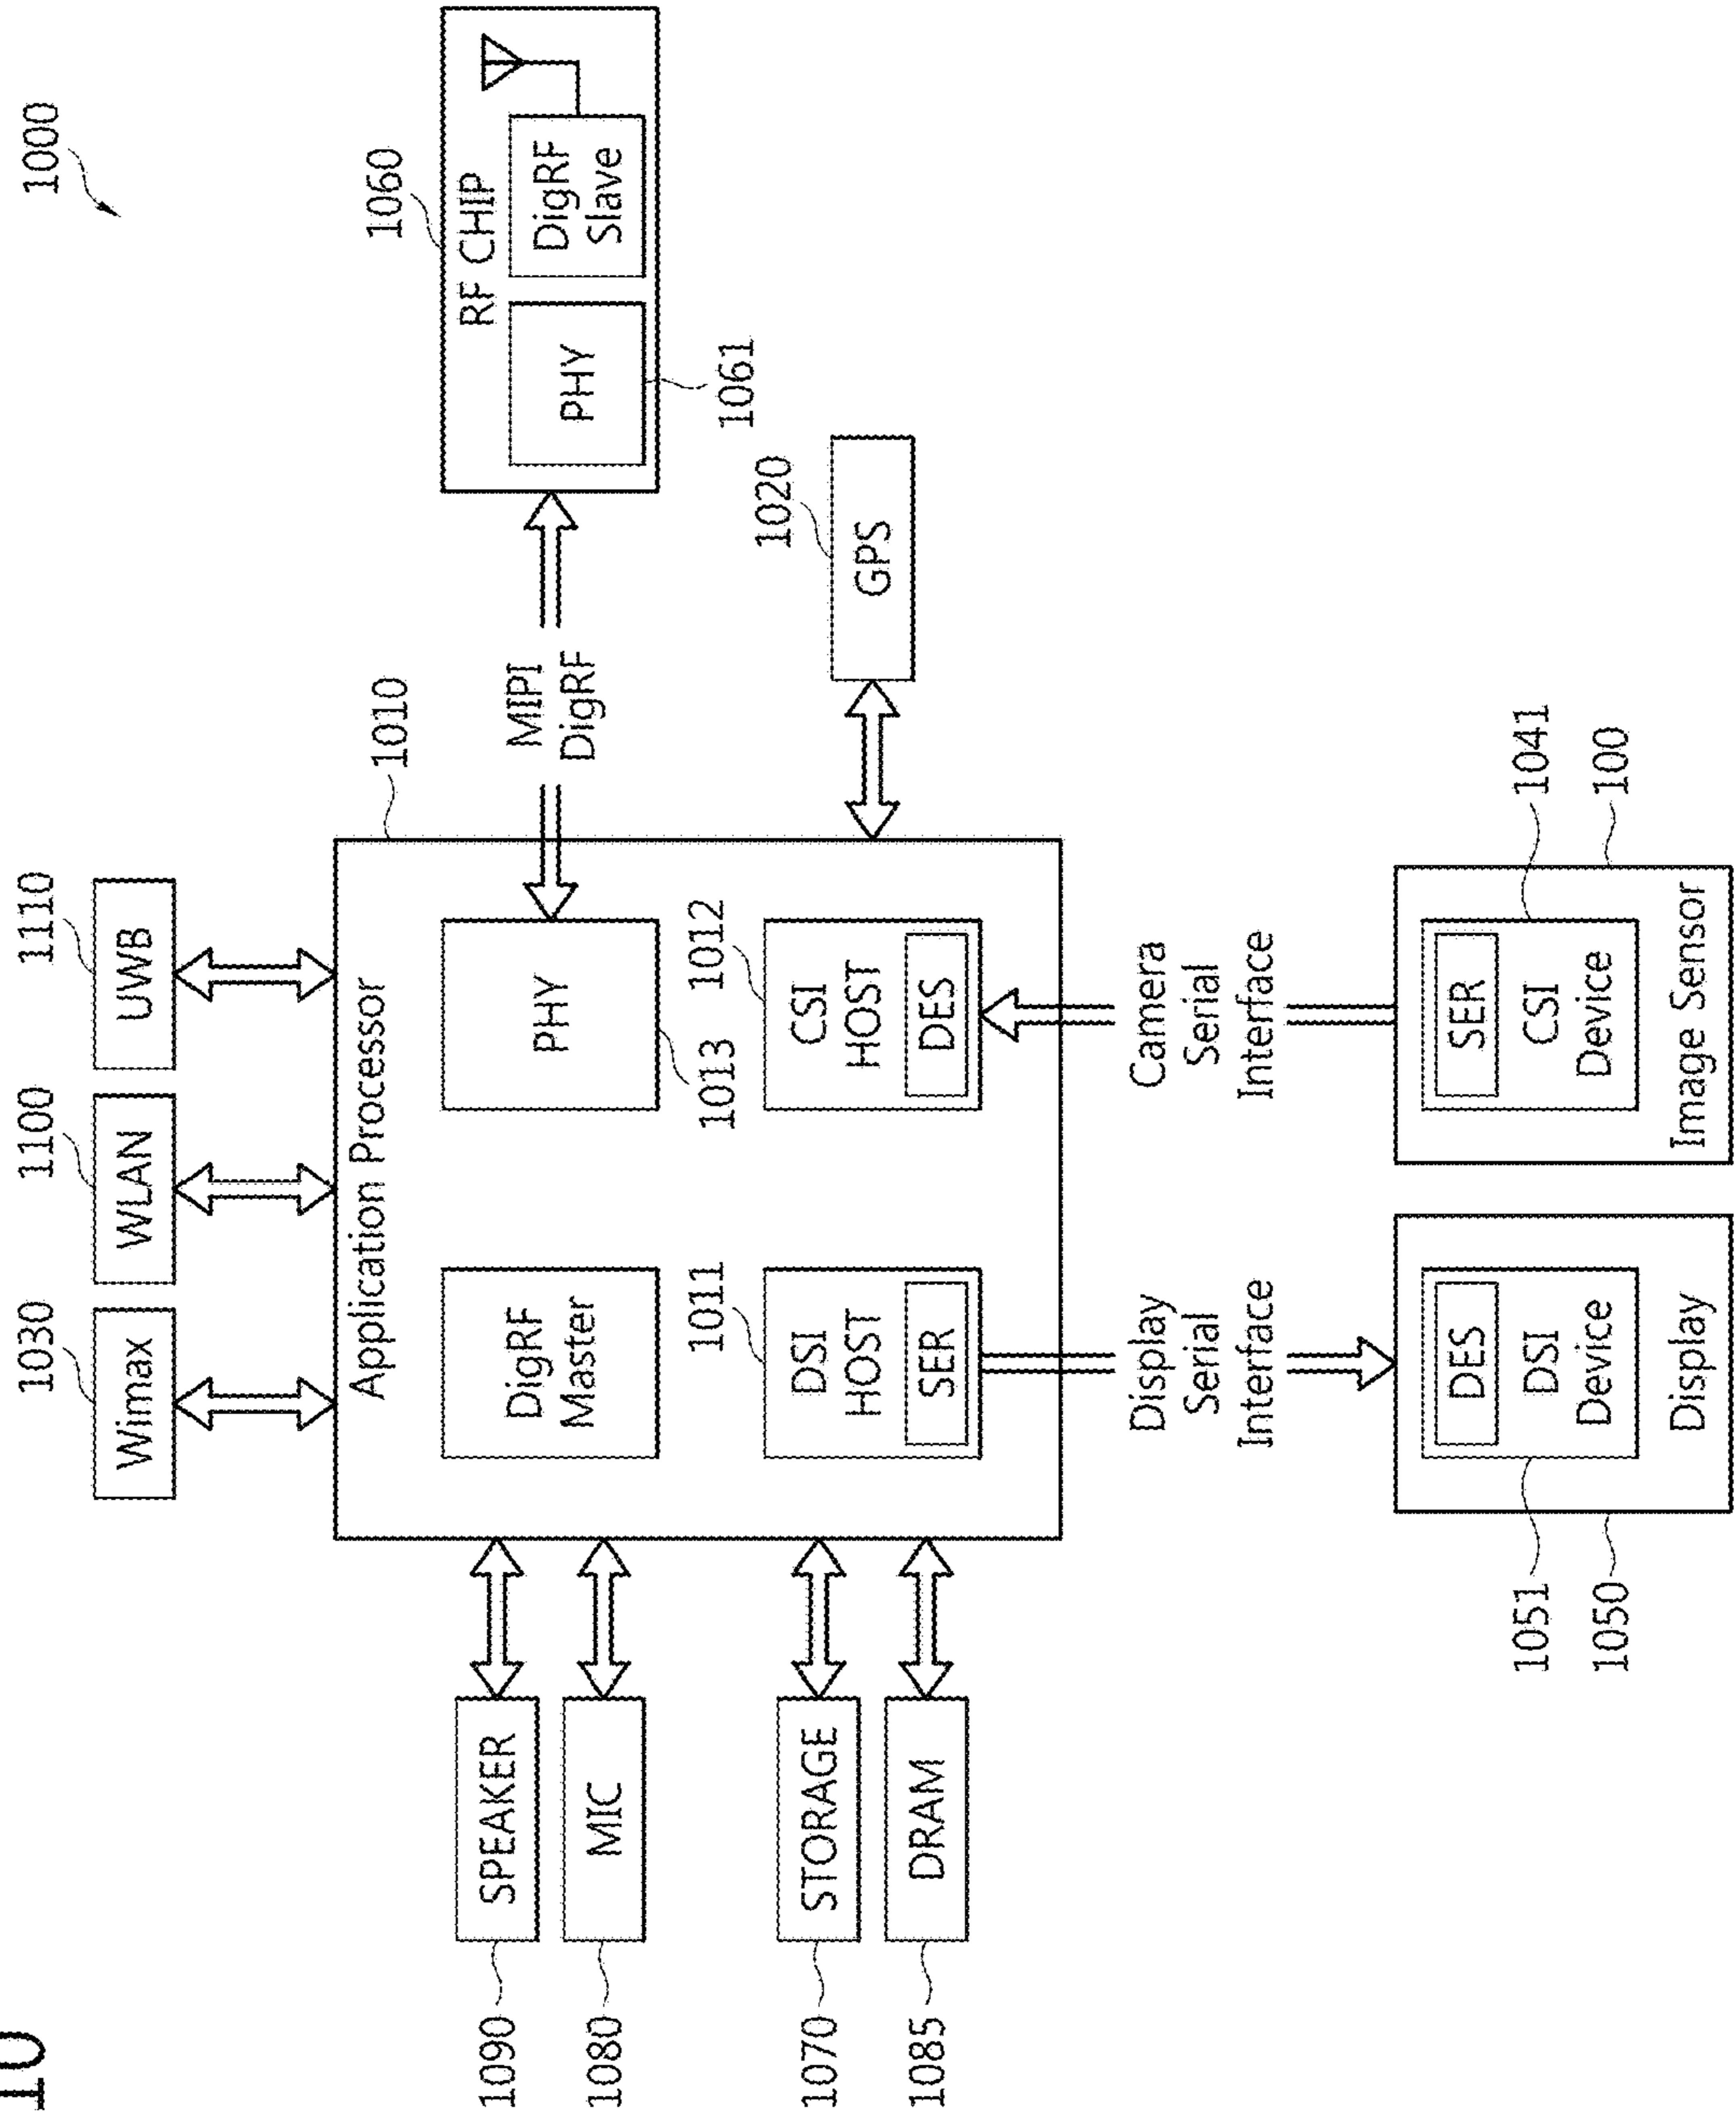 10
1000
1030
1100
1110
Wimax
WLAN
UWB
1010
1060
Application Processor
RF CHIP
1090
SPEAKER
DigRF
Master
PHY
MIPI
DigRF
PHY
DigRF
Slave
1080
MIC
1013
1061
1011
1012
1020
1070
STORAGE
DSI
HOST
SER
CSI
HOST
DES
GPS
1085
DRAM
Display
Serial
Interface
Camera
Serial
Interface
DES
DSI
Device
SER
CSI
Device
1051
1041
1050
Display
Image Sensor
100